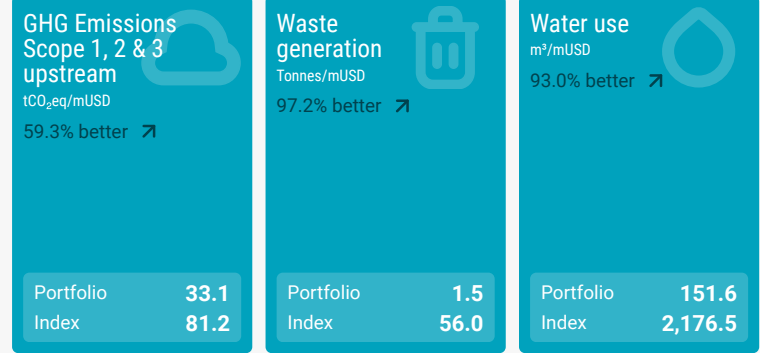 GHG Emissions
Scope 1, 2 & 3
upstream
tCO₂eq/mUSD
59.3% better
Portfolio 33.1
Index 81.2
Waste
generation
Tonnes/mUSD
97.2% better
Portfolio 1.5
Index 56.0
Water use
m³/mUSD
93.0% better
Portfolio 151.6
Index 2,176.5